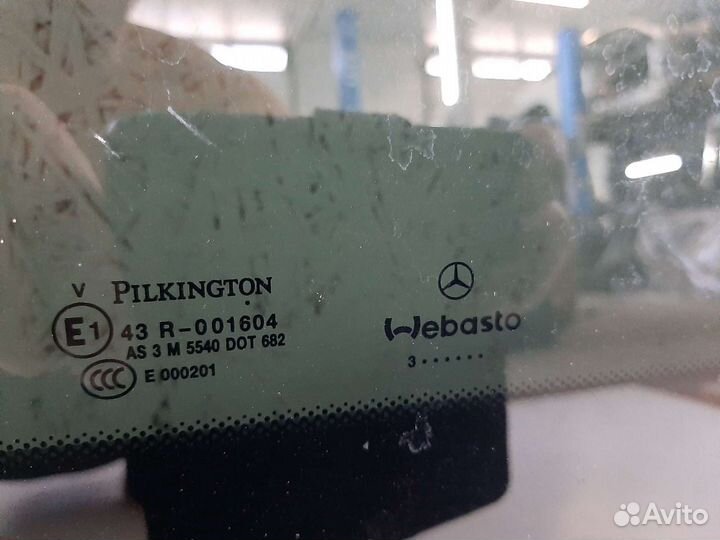 V PILKINGTON
E1 43 R-001604
AS 3 M 5540 DOT 682
CCC E 000201
Webasto
3······
Avito